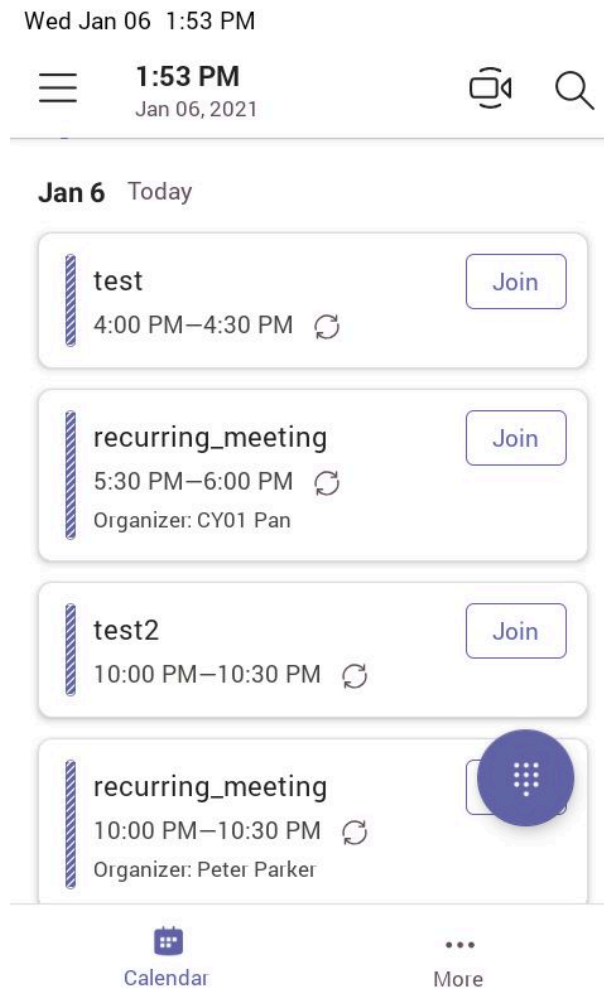 Wed Jan 06 1:53 PM
1:53 PM
Jan 06, 2021
Jan 6 Today
test
Join
4:00 PM—4:30 PM
recurring_meeting
Join
5:30 PM—6:00 PM
Organizer: CY01 Pan
test2
Join
10:00 PM—10:30 PM
recurring_meeting
10:00 PM—10:30 PM
Organizer: Peter Parker
Calendar
More